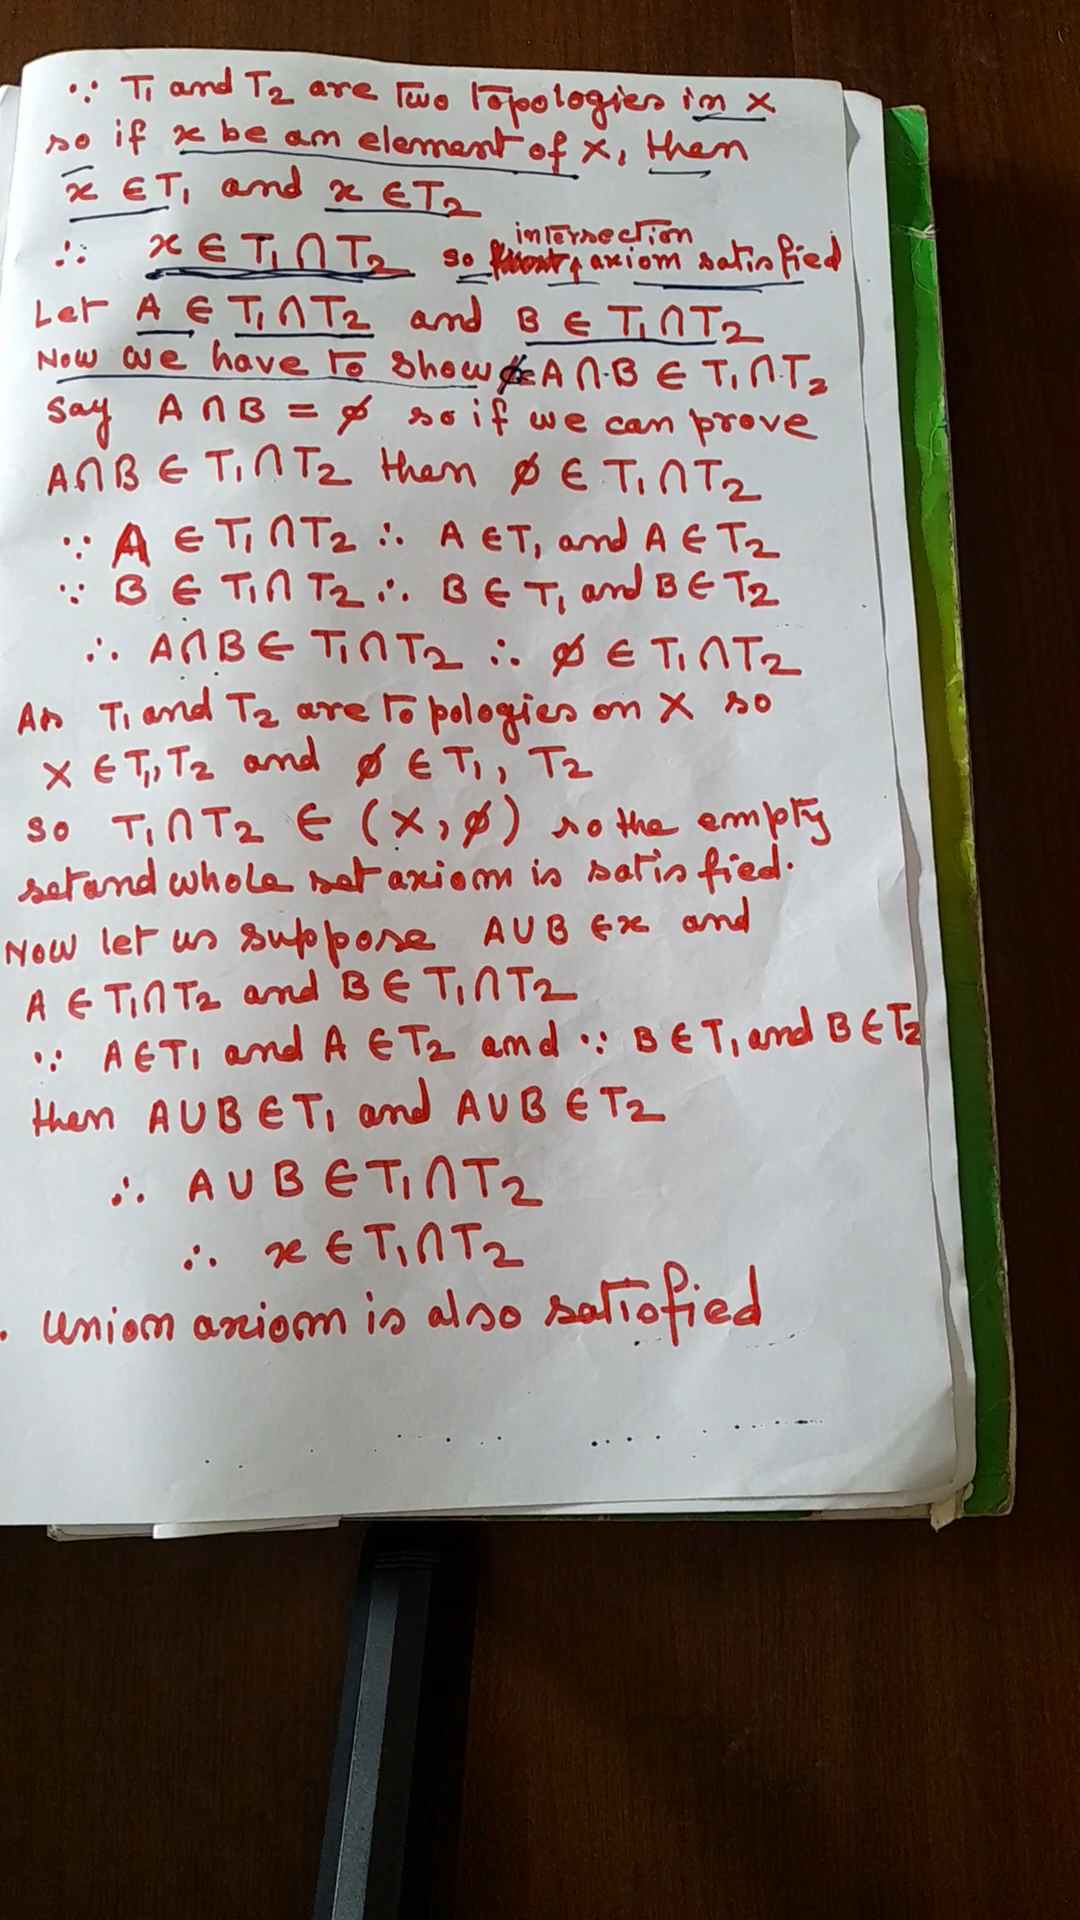 ∵ T₁ and T₂ are Two Topologies in X
so if x be an element of X, then
x ∈ T₁ and x ∈ T₂
intersection
∴ x ∈ T₁ ∩ T₂ so axiom satisfied
Let A ∈ T₁ ∩ T₂ and B ∈ T₁ ∩ T₂
Now we have to show A ∩ B ∈ T₁ ∩ T₂
Say A ∩ B = ∅ so if we can prove
A ∩ B ∈ T₁ ∩ T₂ then ∅ ∈ T₁ ∩ T₂
∵ A ∈ T₁ ∩ T₂ ∴ A ∈ T₁ and A ∈ T₂
∵ B ∈ T₁ ∩ T₂ ∴ B ∈ T₁ and B ∈ T₂
∴ A ∩ B ∈ T₁ ∩ T₂ ∴ ∅ ∈ T₁ ∩ T₂
As T₁ and T₂ are Topologies on X so
X ∈ T₁, T₂ and ∅ ∈ T₁, T₂
So T₁ ∩ T₂ ∈ (X, ∅) so the empty
set and whole set axiom is satisfied.
Now let us suppose A ∪ B ∈ x and
A ∈ T₁ ∩ T₂ and B ∈ T₁ ∩ T₂
∵ A ∈ T₁ and A ∈ T₂ and ∵ B ∈ T₁ and B ∈ T₂
then A ∪ B ∈ T₁ and A ∪ B ∈ T₂
∴ A ∪ B ∈ T₁ ∩ T₂
∴ x ∈ T₁ ∩ T₂
. Union axiom is also satisfied